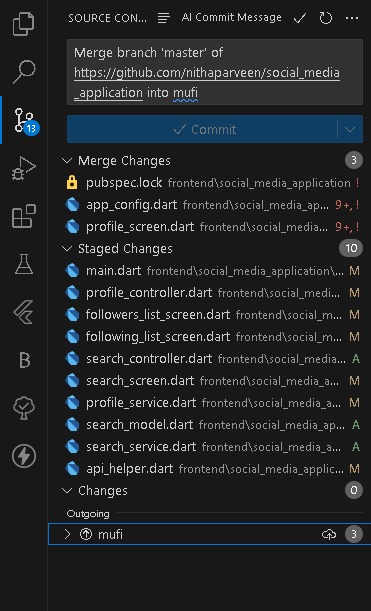 SOURCE CON...
AI Commit Message
Merge branch 'master' of
https://github.com/nithaparveen/social_media
_application into mufi
13
Commit
Merge Changes 3
pubspec.lock frontend\social_media_application !
app_config.dart frontend\social_media_ap... 9+, !
profile_screen.dart frontend\social_media... 9+, !
Staged Changes 10
main.dart frontend\social_media_application\... M
profile_controller.dart frontend\social_medi... M
followers_list_screen.dart frontend\social_m... M
following_list_screen.dart frontend\social_m... M
search_controller.dart frontend\social_media... A
search_screen.dart frontend\social_media_a... M
profile_service.dart frontend\social_media_a... M
search_model.dart frontend\social_media_a... A
search_service.dart frontend\social_media_a... A
api_helper.dart frontend\social_media_applic... M
Changes 0
Outgoing
mufi 3
B